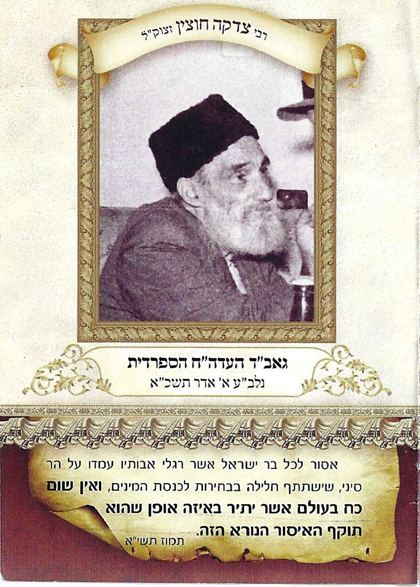 רבי צדקה חוצין זצוק"ל
גאב"ד העדה"ח הספרדית
נלב"ע א' אדר תשכ"א
אסור לכל בר ישראל אשר רגלי אבותיו עמדו על הר
סיני, שישתתף חלילה בבחירות לכנסת המינים, ואין שום
כח בעולם אשר יתיר באיזה אופן שהוא
תוקף האיסור הנורא הזה.
תמוז תשי"א